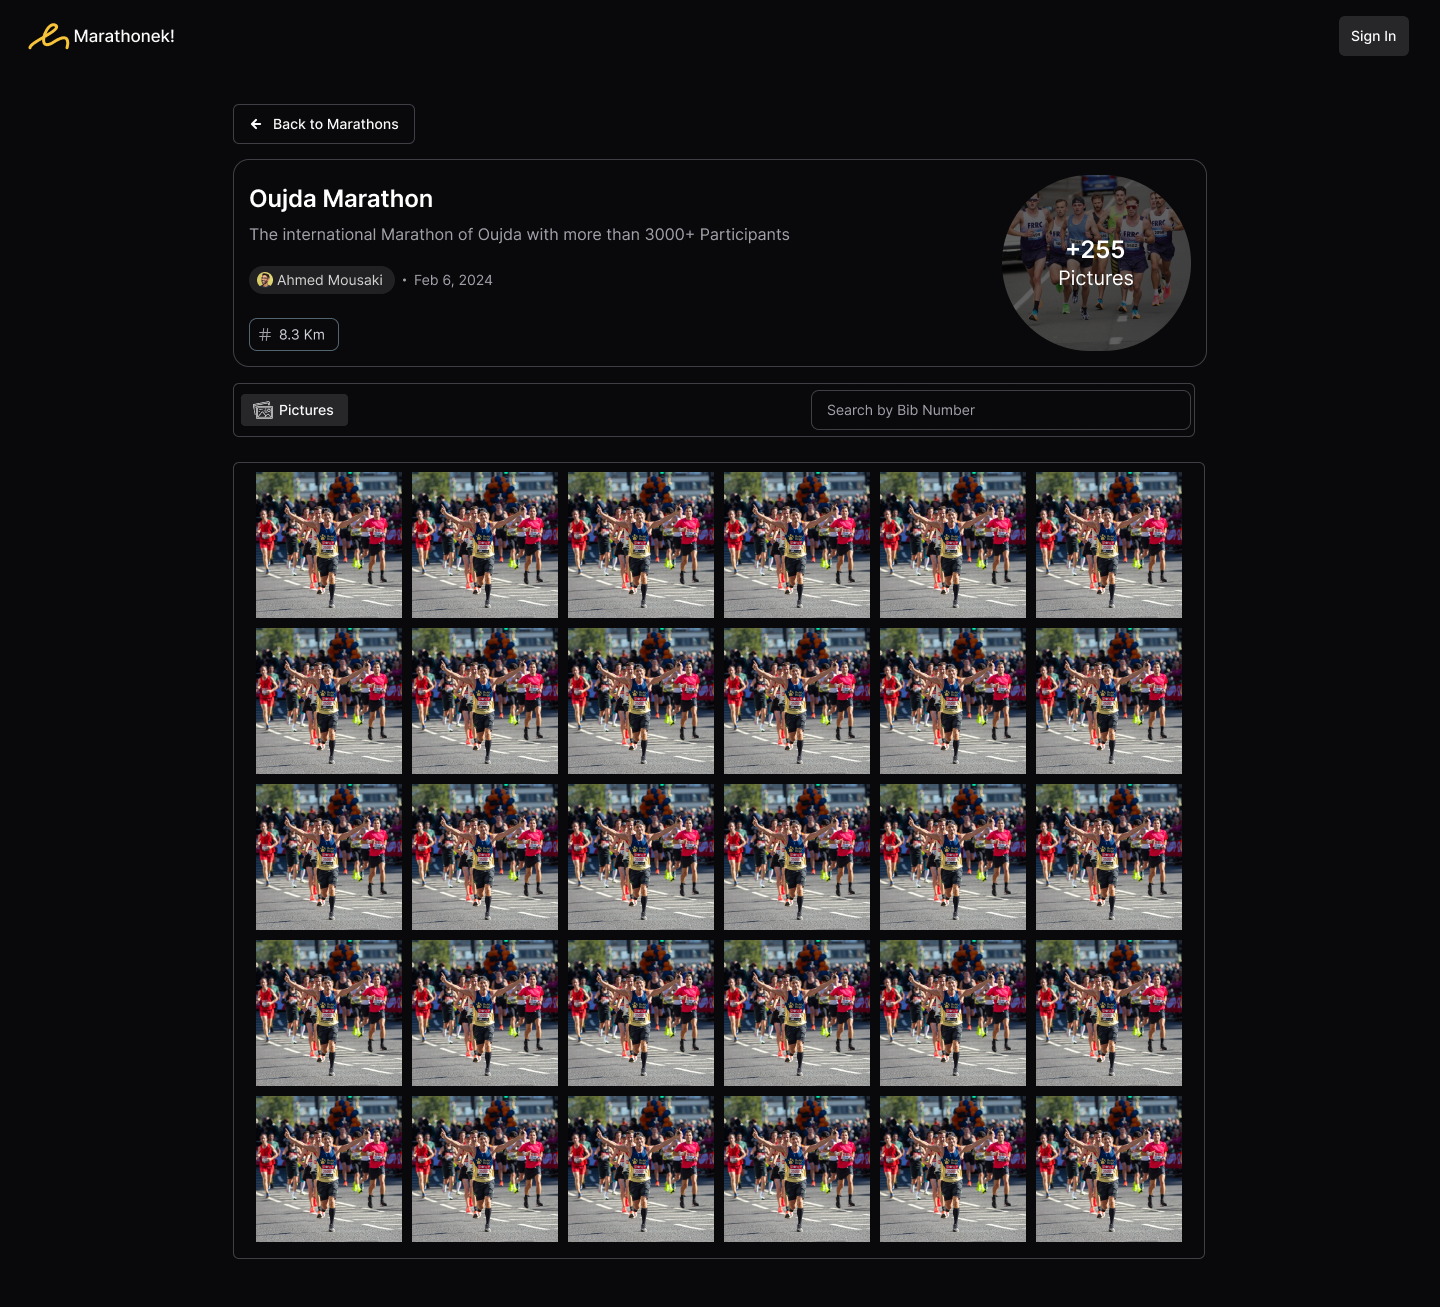 Marathonek!
Sign In
Back to Marathons
Oujda Marathon
The international Marathon of Oujda with more than 3000+ Participants
Ahmed Mousaki • Feb 6, 2024
# 8.3 Km
+255
Pictures
Pictures
Search by Bib Number